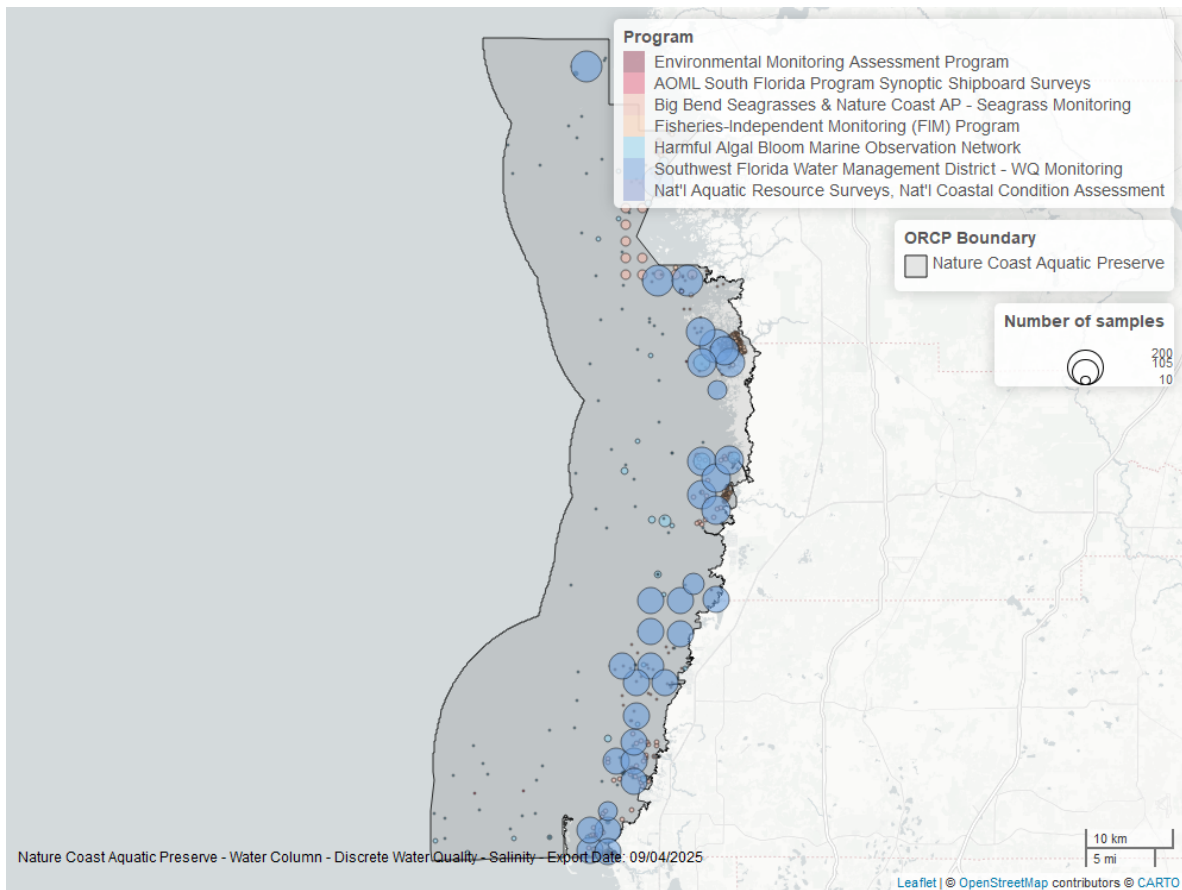 Program
Environmental Monitoring Assessment Program
AOML South Florida Program Synoptic Shipboard Surveys
Big Bend Seagrasses & Nature Coast AP - Seagrass Monitoring
Fisheries-Independent Monitoring (FIM) Program
Harmful Algal Bloom Marine Observation Network
Southwest Florida Water Management District - WQ Monitoring
Nat'l Aquatic Resource Surveys, Nat'l Coastal Condition Assessment
ORCP Boundary
Nature Coast Aquatic Preserve
Number of samples
200
105
10
10 km
5 mi
Nature Coast Aquatic Preserve - Water Column - Discrete Water Quality - Salinity - Export Date: 09/04/2025
Leaflet | © OpenStreetMap contributors © CARTO